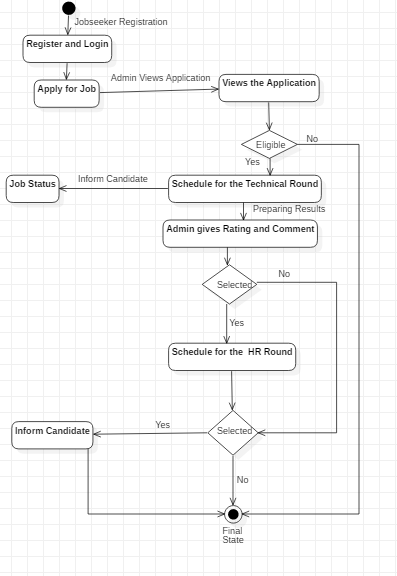 Jobseeker Registration
Register and Login
Admin Views Application
Views the Application
Apply for Job
No
Eligible
Yes
Inform Candidate
Job Status
Schedule for the Technical Round
Preparing Results
Admin gives Rating and Comment
No
Selected
Yes
Schedule for the HR Round
Yes
Inform Candidate
Selected
No
Final
State